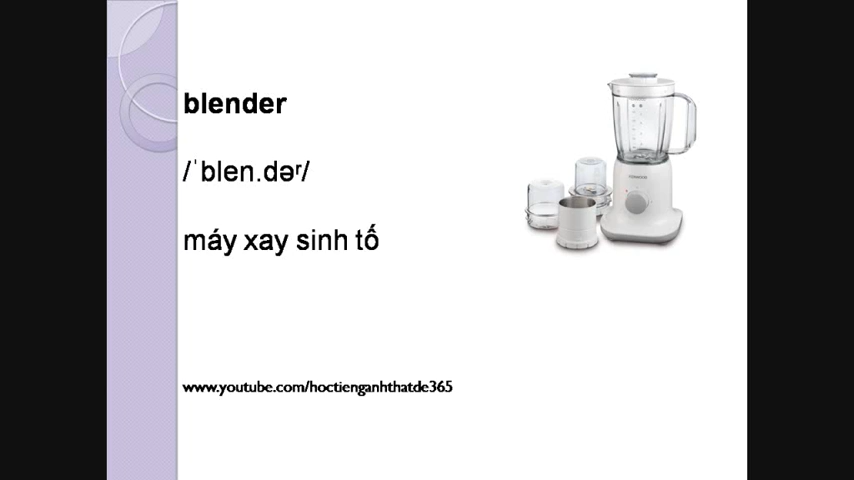 blender
/ˈblen.dəʳ/
máy xay sinh tố
www.youtube.com/hoctienganhthatde365